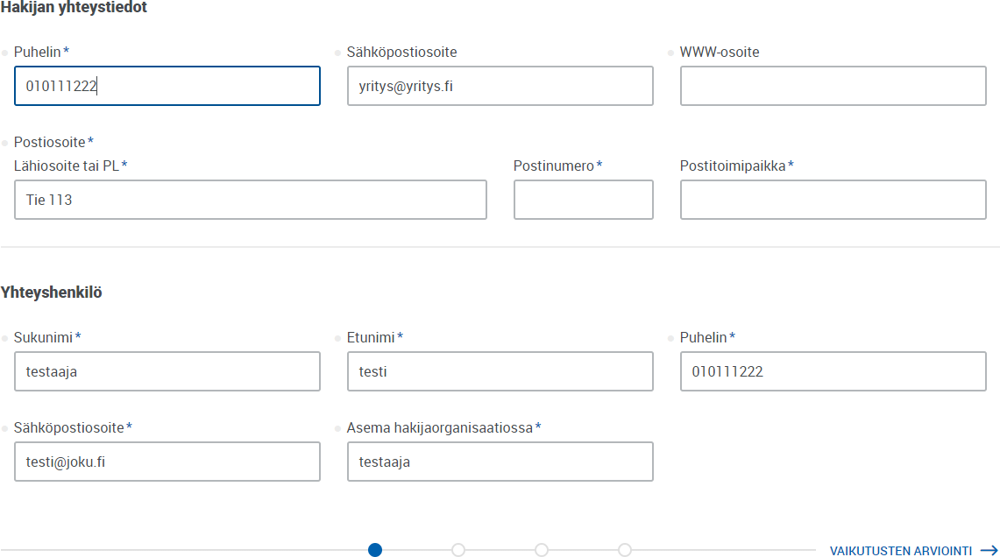 Hakijan yhteystiedot
Puhelin* Sähköpostiosoite WWW-osoite
010111222 yritys@yritys.fi
Postiosoite*
Lähiosoite tai PL* Postinumero* Postitoimipaikka*
Tie 113
Yhteyshenkilö
Sukunimi* Etunimi* Puhelin*
testaaja testi 010111222
Sähköpostiosoite* Asema hakijaorganisaatiossa*
testi@joku.fi testaaja
VAIKUTUSTEN ARVIOINTI →